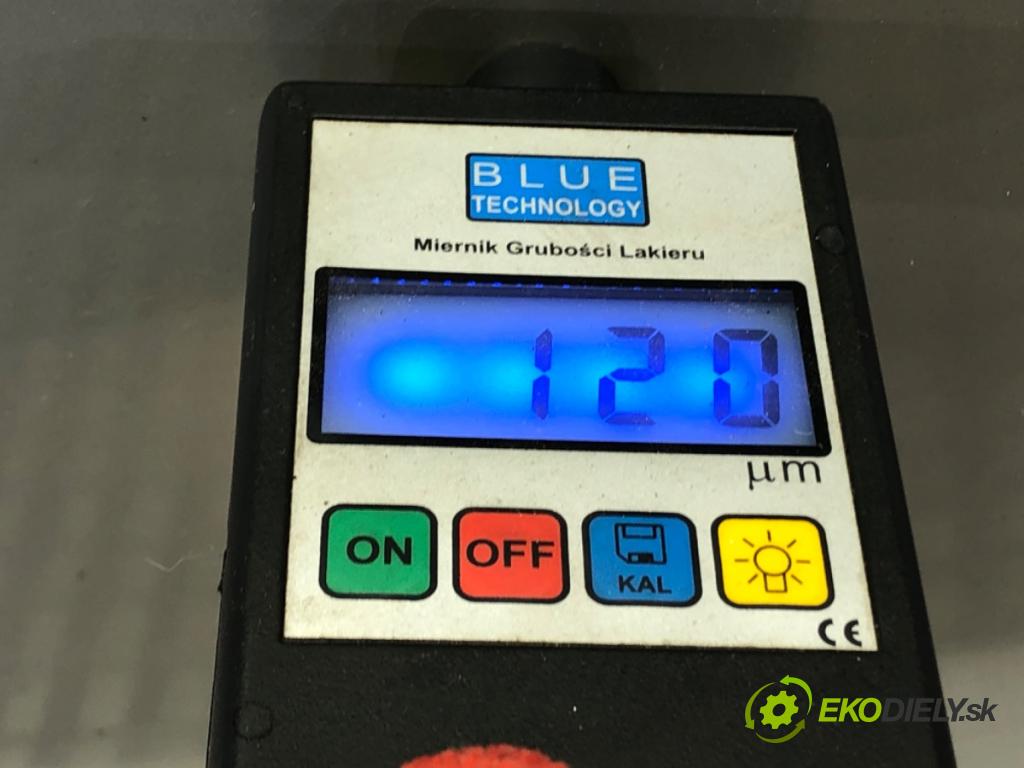 BLUE
TECHNOLOGY
Miernik Grubości Lakieru
120
µm
ON
OFF
KAL
CE
EKODIELY.sk